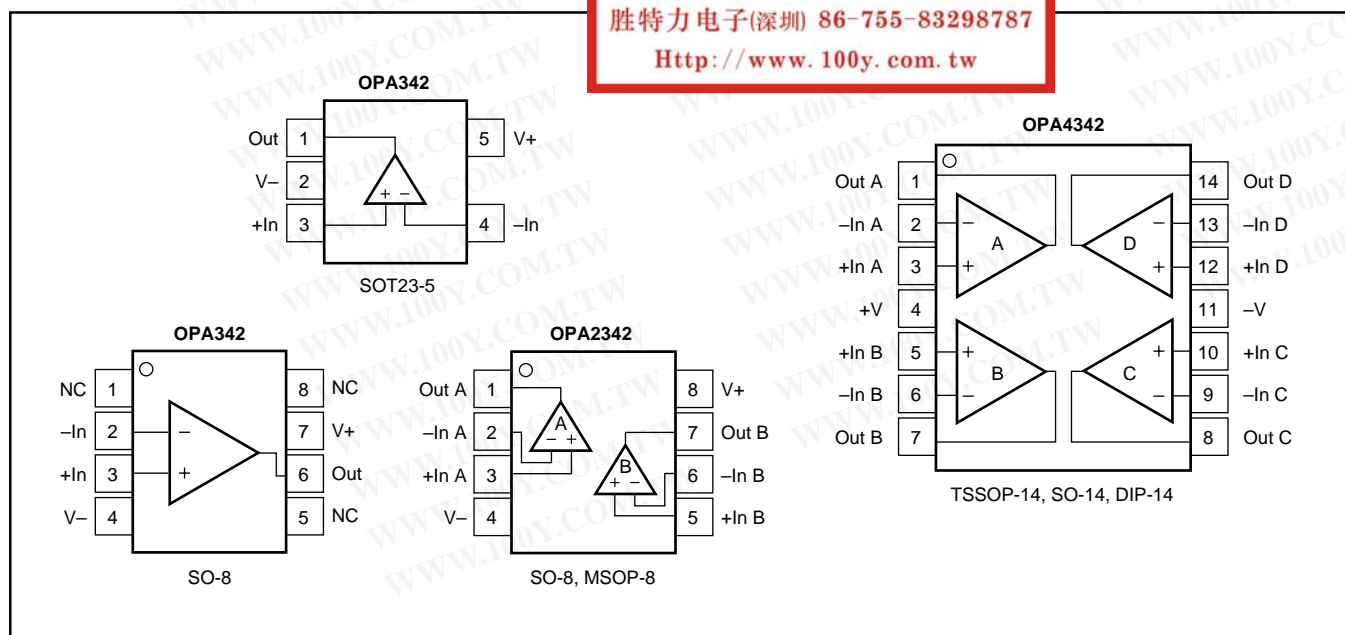 胜特力电子(深圳) 86-755-83298787
Http://www.100y.com.tw
OPA342
Out 1 5 V+
V– 2
+In 3 4 –In
+ –
SOT23-5
OPA342
NC 1 8 NC
–In 2 – 7 V+
+In 3 + 6 Out
V– 4 5 NC
SO-8
OPA2342
Out A 1 8 V+
–In A 2 A – + 7 Out B
+In A 3 B + – 6 –In B
V– 4 5 +In B
SO-8, MSOP-8
OPA4342
Out A 1 14 Out D
–In A 2 – – 13 –In D
A D
+In A 3 + + 12 +In D
+V 4 11 –V
+In B 5 + + 10 +In C
B C
–In B 6 – – 9 –In C
Out B 7 8 Out C
TSSOP-14, SO-14, DIP-14
WWW.100Y.COM.TW